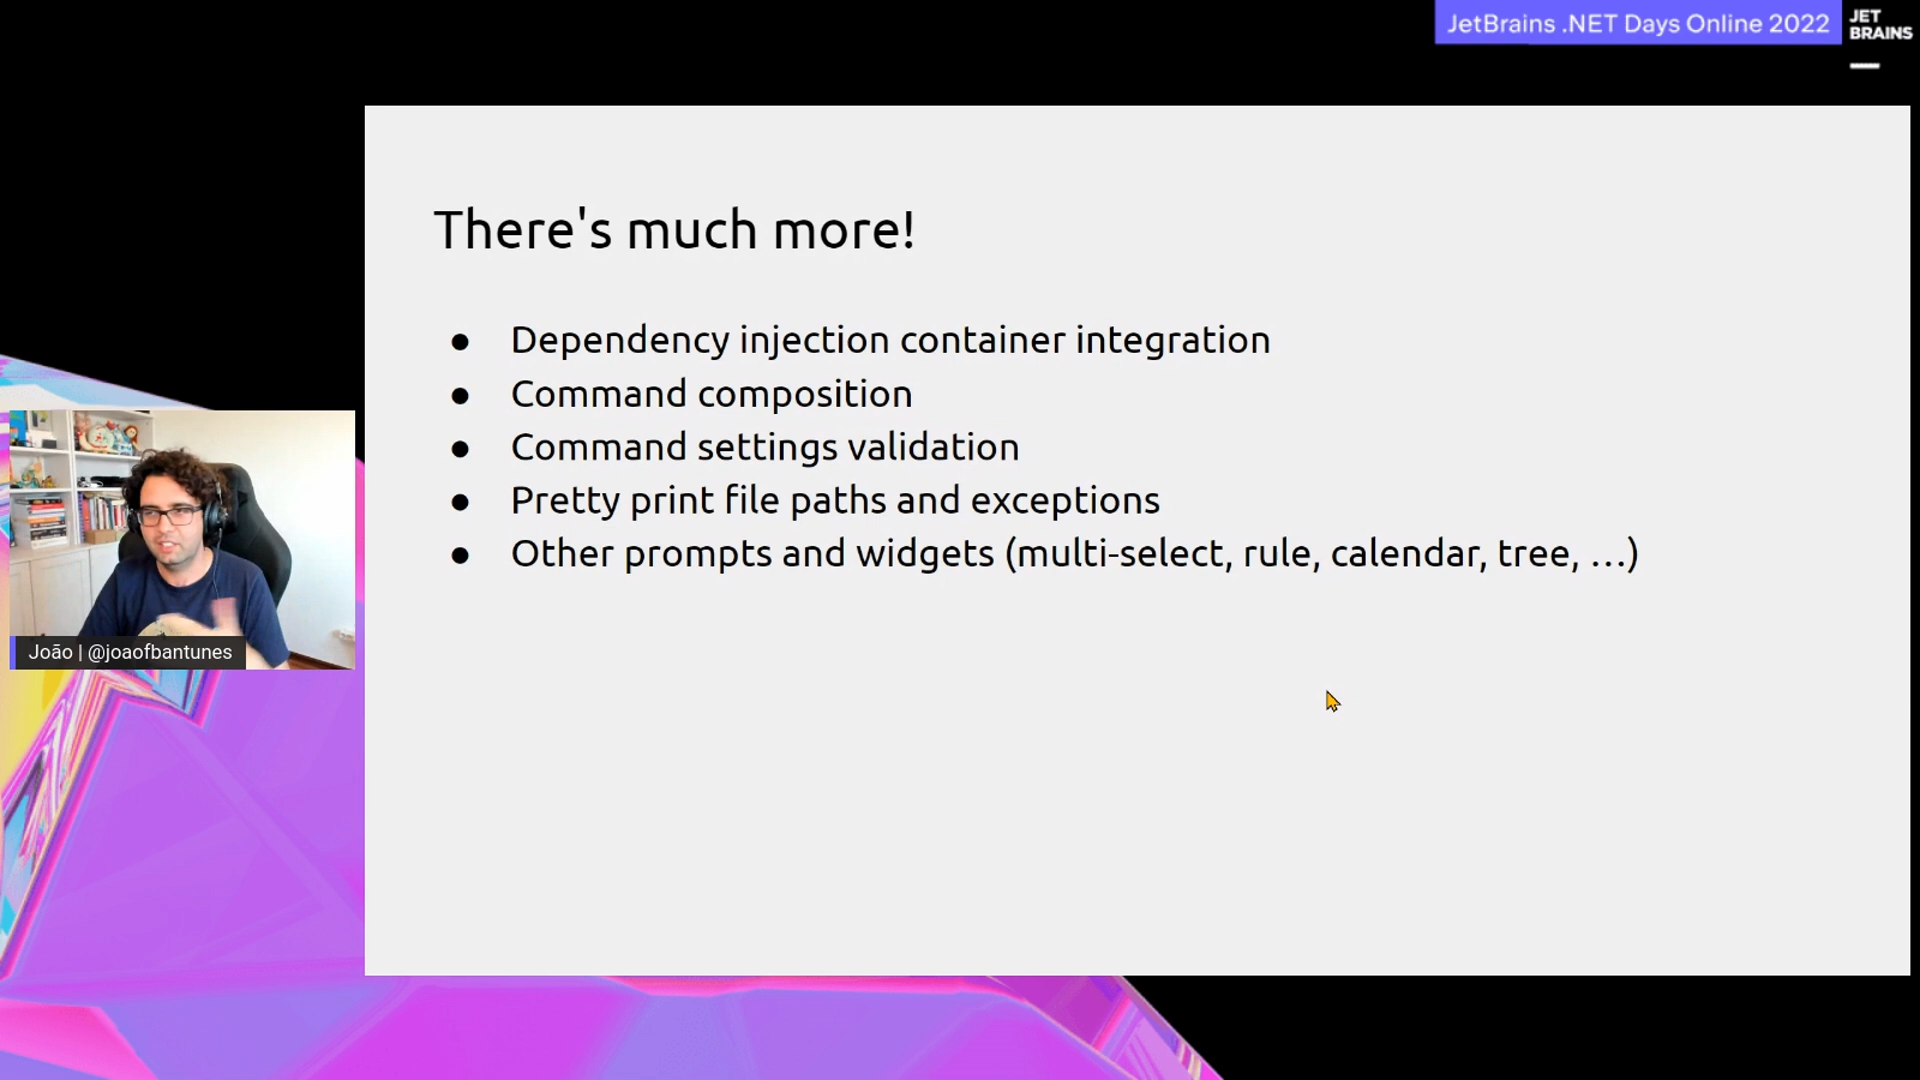 JetBrains .NET Days Online 2022
JET
BRAINS
There's much more!
● Dependency injection container integration
● Command composition
● Command settings validation
● Pretty print file paths and exceptions
● Other prompts and widgets (multi-select, rule, calendar, tree, …)
João | @joaofbantunes